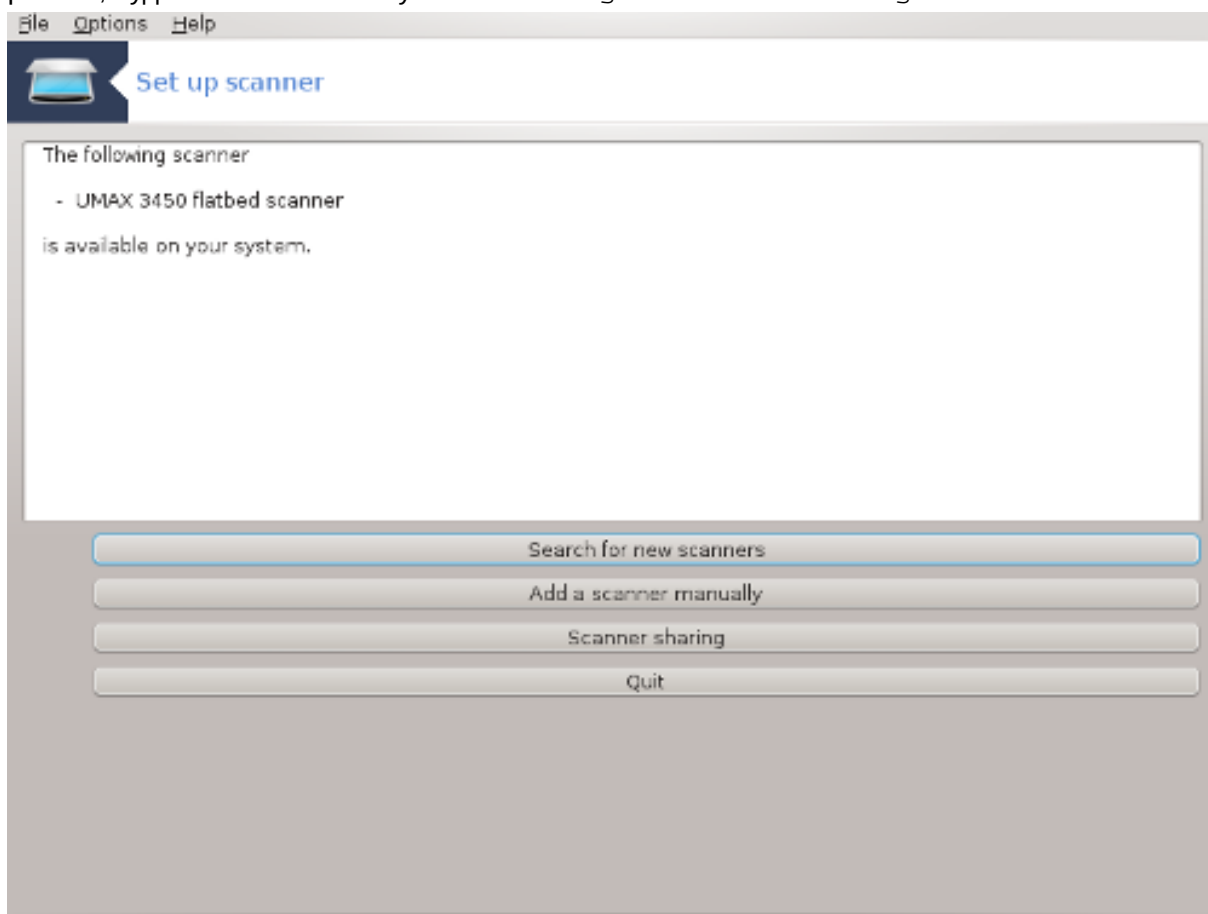 File Options Help
Set up scanner
The following scanner
- UMAX 3450 flatbed scanner
is available on your system.
Search for new scanners
Add a scanner manually
Scanner sharing
Quit